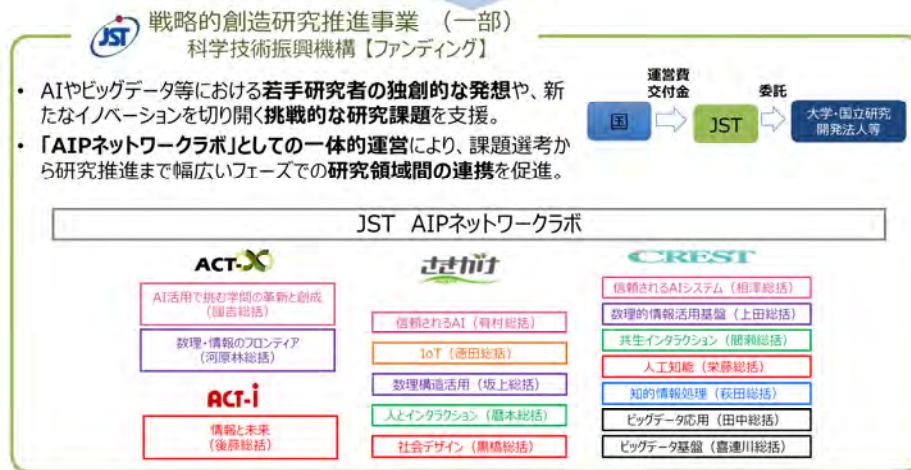 JST
戦略的創造研究推進事業 （一部）
科学技術振興機構【ファンディング】
• AIやビッグデータ等における若手研究者の独創的な発想や、新
たなイノベーションを切り開く挑戦的な研究課題を支援。
• 「AIPネットワークラボ」としての一体的運営により、課題選考か
ら研究推進まで幅広いフェーズでの研究領域間の連携を促進。
運営費
交付金
委託
国
JST
大学・国立研究
開発法人等
JST AIPネットワークラボ
ACT-X
AI活用で挑む学問の革新と創成
（國吉総括）
数理・情報のフロンティア
（河原林総括）
ACT-i
情報と未来
（後藤総括）
さきがけ
信頼されるAI（有村総括）
IoT（徳田総括）
数理構造活用（坂上総括）
人とインタラクション（暦本総括）
社会デザイン（黒橋総括）
CREST
信頼されるAIシステム（相澤総括）
数理的情報活用基盤（上田総括）
共生インタラクション（間瀬総括）
人工知能（栄藤総括）
知的情報処理（萩田総括）
ビッグデータ応用（田中総括）
ビッグデータ基盤（喜連川総括）